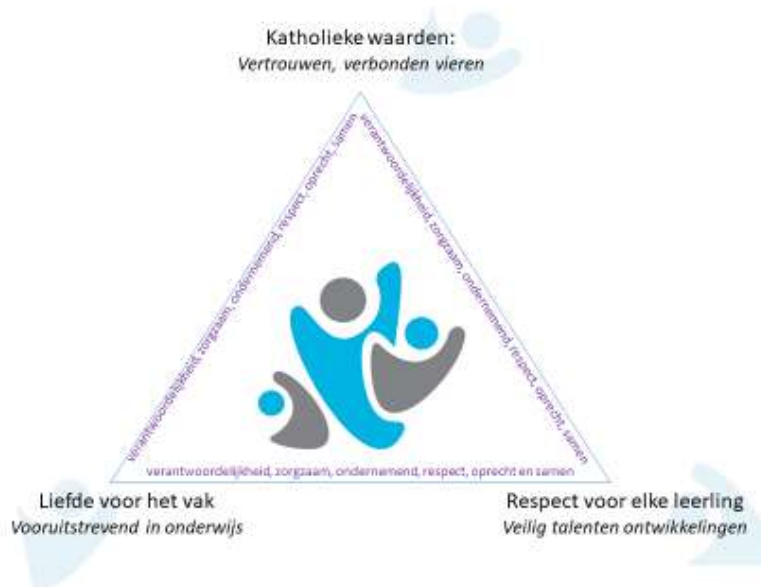 Katholieke waarden:
Vertrouwen, verbonden vieren
verantwoordelijkheid, zorgzaam, ondernemend, respect, oprecht, samen
verantwoordelijkheid, zorgzaam, ondernemend, respect, oprecht, samen
verantwoordelijkheid, zorgzaam, ondernemend, respect, oprecht en samen
Liefde voor het vak
Vooruitstrevend in onderwijs
Respect voor elke leerling
Veilig talenten ontwikkelingen